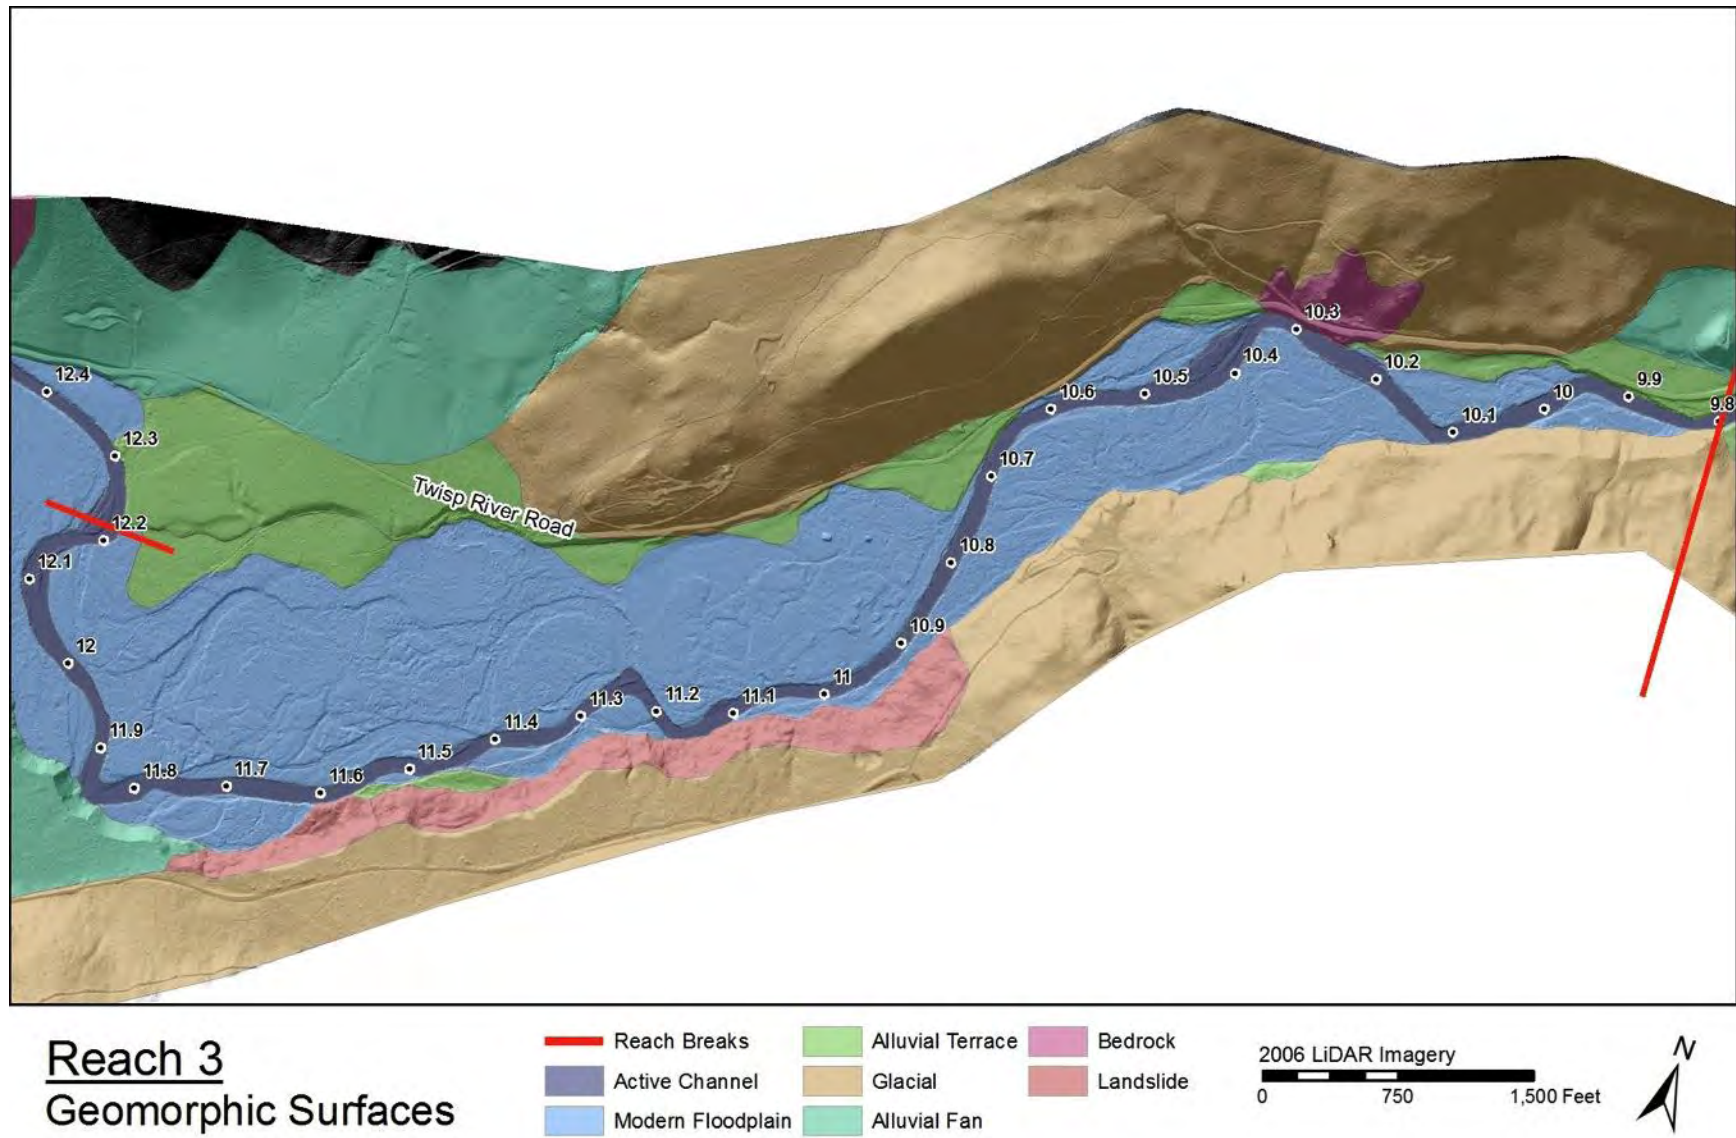 12.4
12.3
12.2
12.1
12
11.9
11.8
11.7
11.6
11.5
11.4
11.3
11.2
11.1
11
10.9
10.8
10.7
10.6
10.5
10.4
10.3
10.2
10.1
10
9.9
9.8
Twisp River Road
Reach 3
Geomorphic Surfaces
Reach Breaks
Active Channel
Modern Floodplain
Alluvial Terrace
Glacial
Alluvial Fan
Bedrock
Landslide
2006 LiDAR Imagery
0 750 1,500 Feet
N